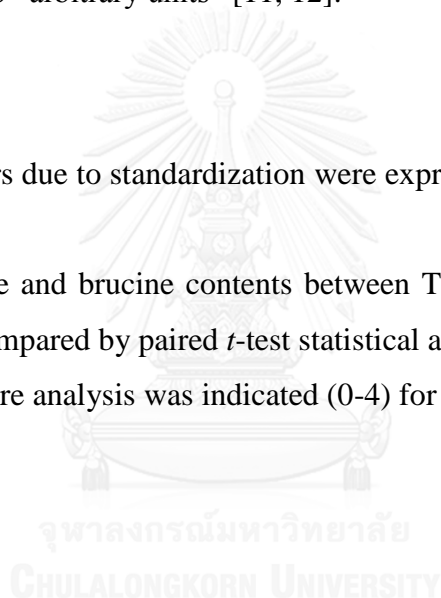 arbitrary units" [11, 12].
rs due to standardization were expr
e and brucine contents between T
mpared by paired t-test statistical a
re analysis was indicated (0-4) for
จุฬาลงกรณ์มหาวิทยาลัย
CHULALONGKORN UNIVERSITY